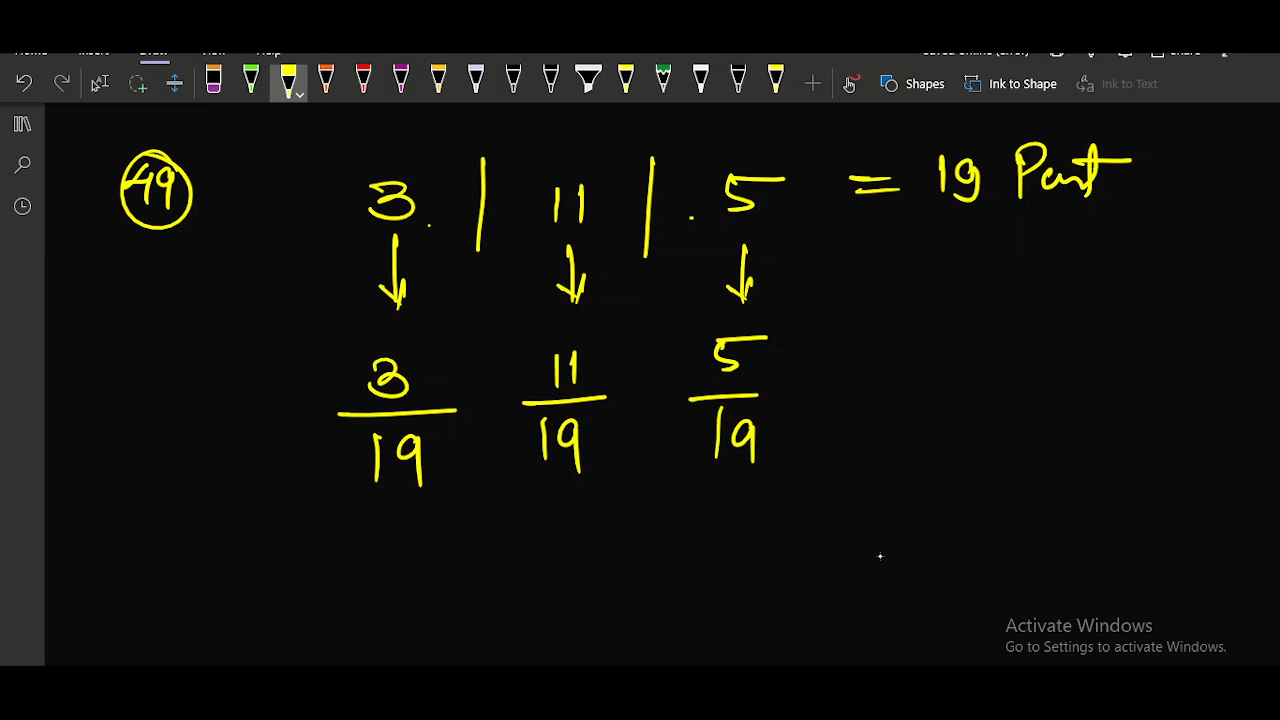 Shapes Ink to Shape Ink to Text
49 3. | 11 | . 5 = 19 Part
3 11 5
19 19 19
Activate Windows
Go to Settings to activate Windows.